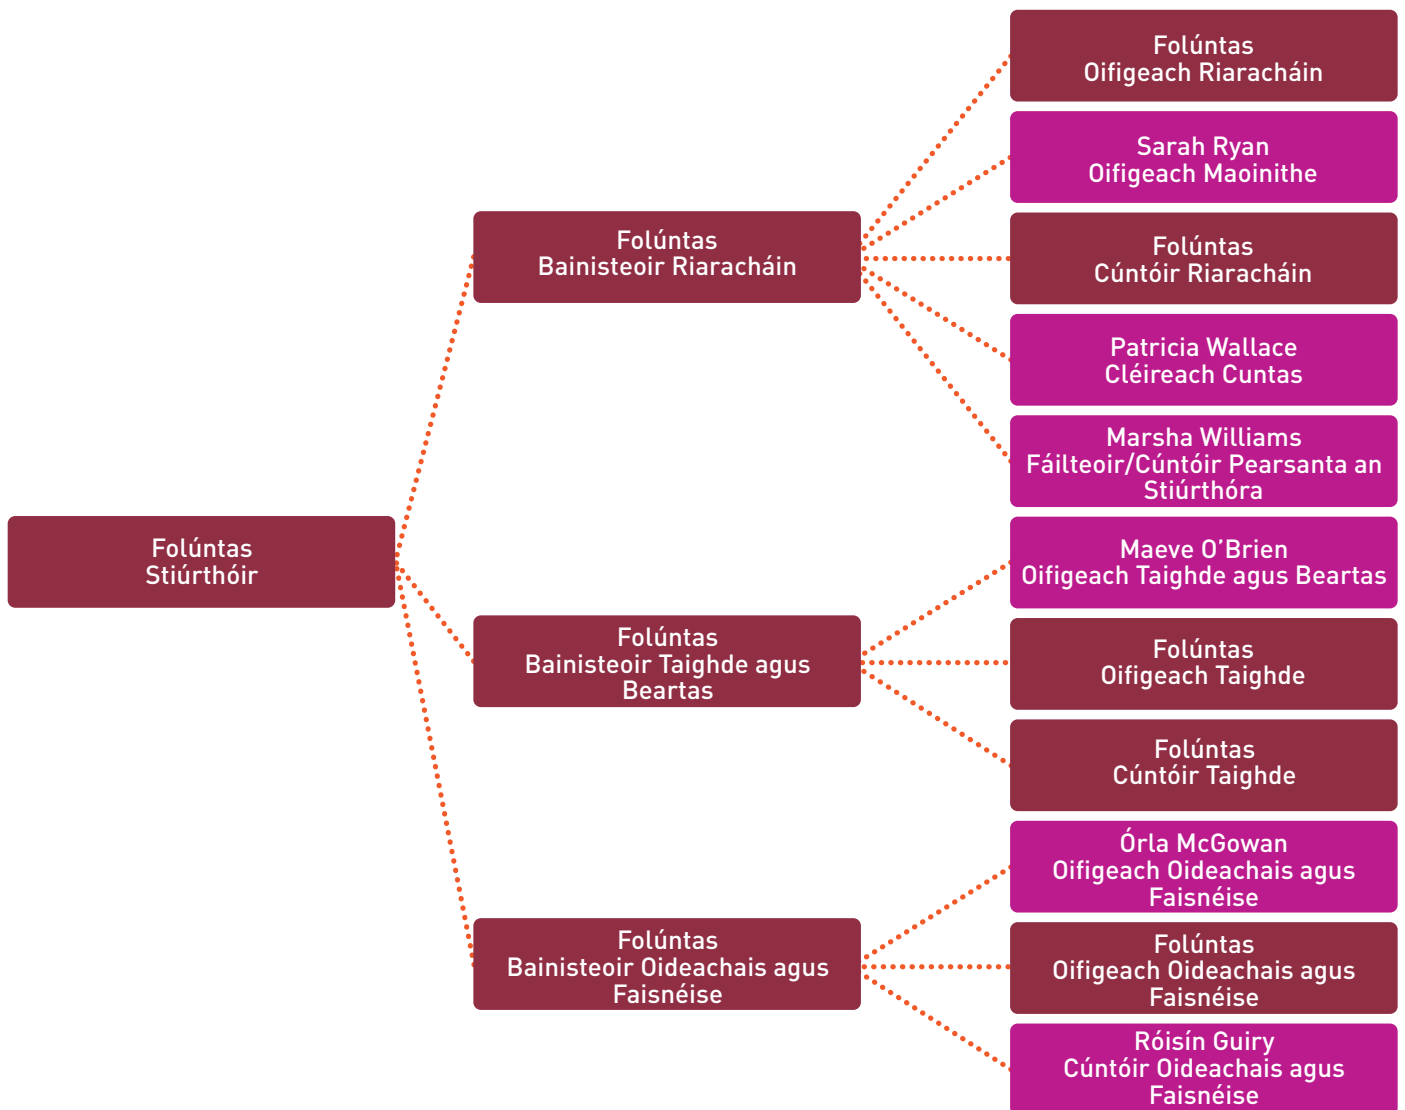 Folúntas
Stiúrthóir
Folúntas
Bainisteoir Riaracháin
Folúntas
Oifigeach Riaracháin
Sarah Ryan
Oifigeach Maoinithe
Folúntas
Cúntóir Riaracháin
Patricia Wallace
Cléireach Cuntas
Marsha Williams
Fáilteoir/Cúntóir Pearsanta an
Stiúrthóra
Folúntas
Bainisteoir Taighde agus
Beartas
Maeve O’Brien
Oifigeach Taighde agus Beartas
Folúntas
Oifigeach Taighde
Folúntas
Cúntóir Taighde
Folúntas
Bainisteoir Oideachais agus
Faisnéise
Órla McGowan
Oifigeach Oideachais agus
Faisnéise
Folúntas
Oifigeach Oideachais agus
Faisnéise
Róisín Guiry
Cúntóir Oideachais agus
Faisnéise